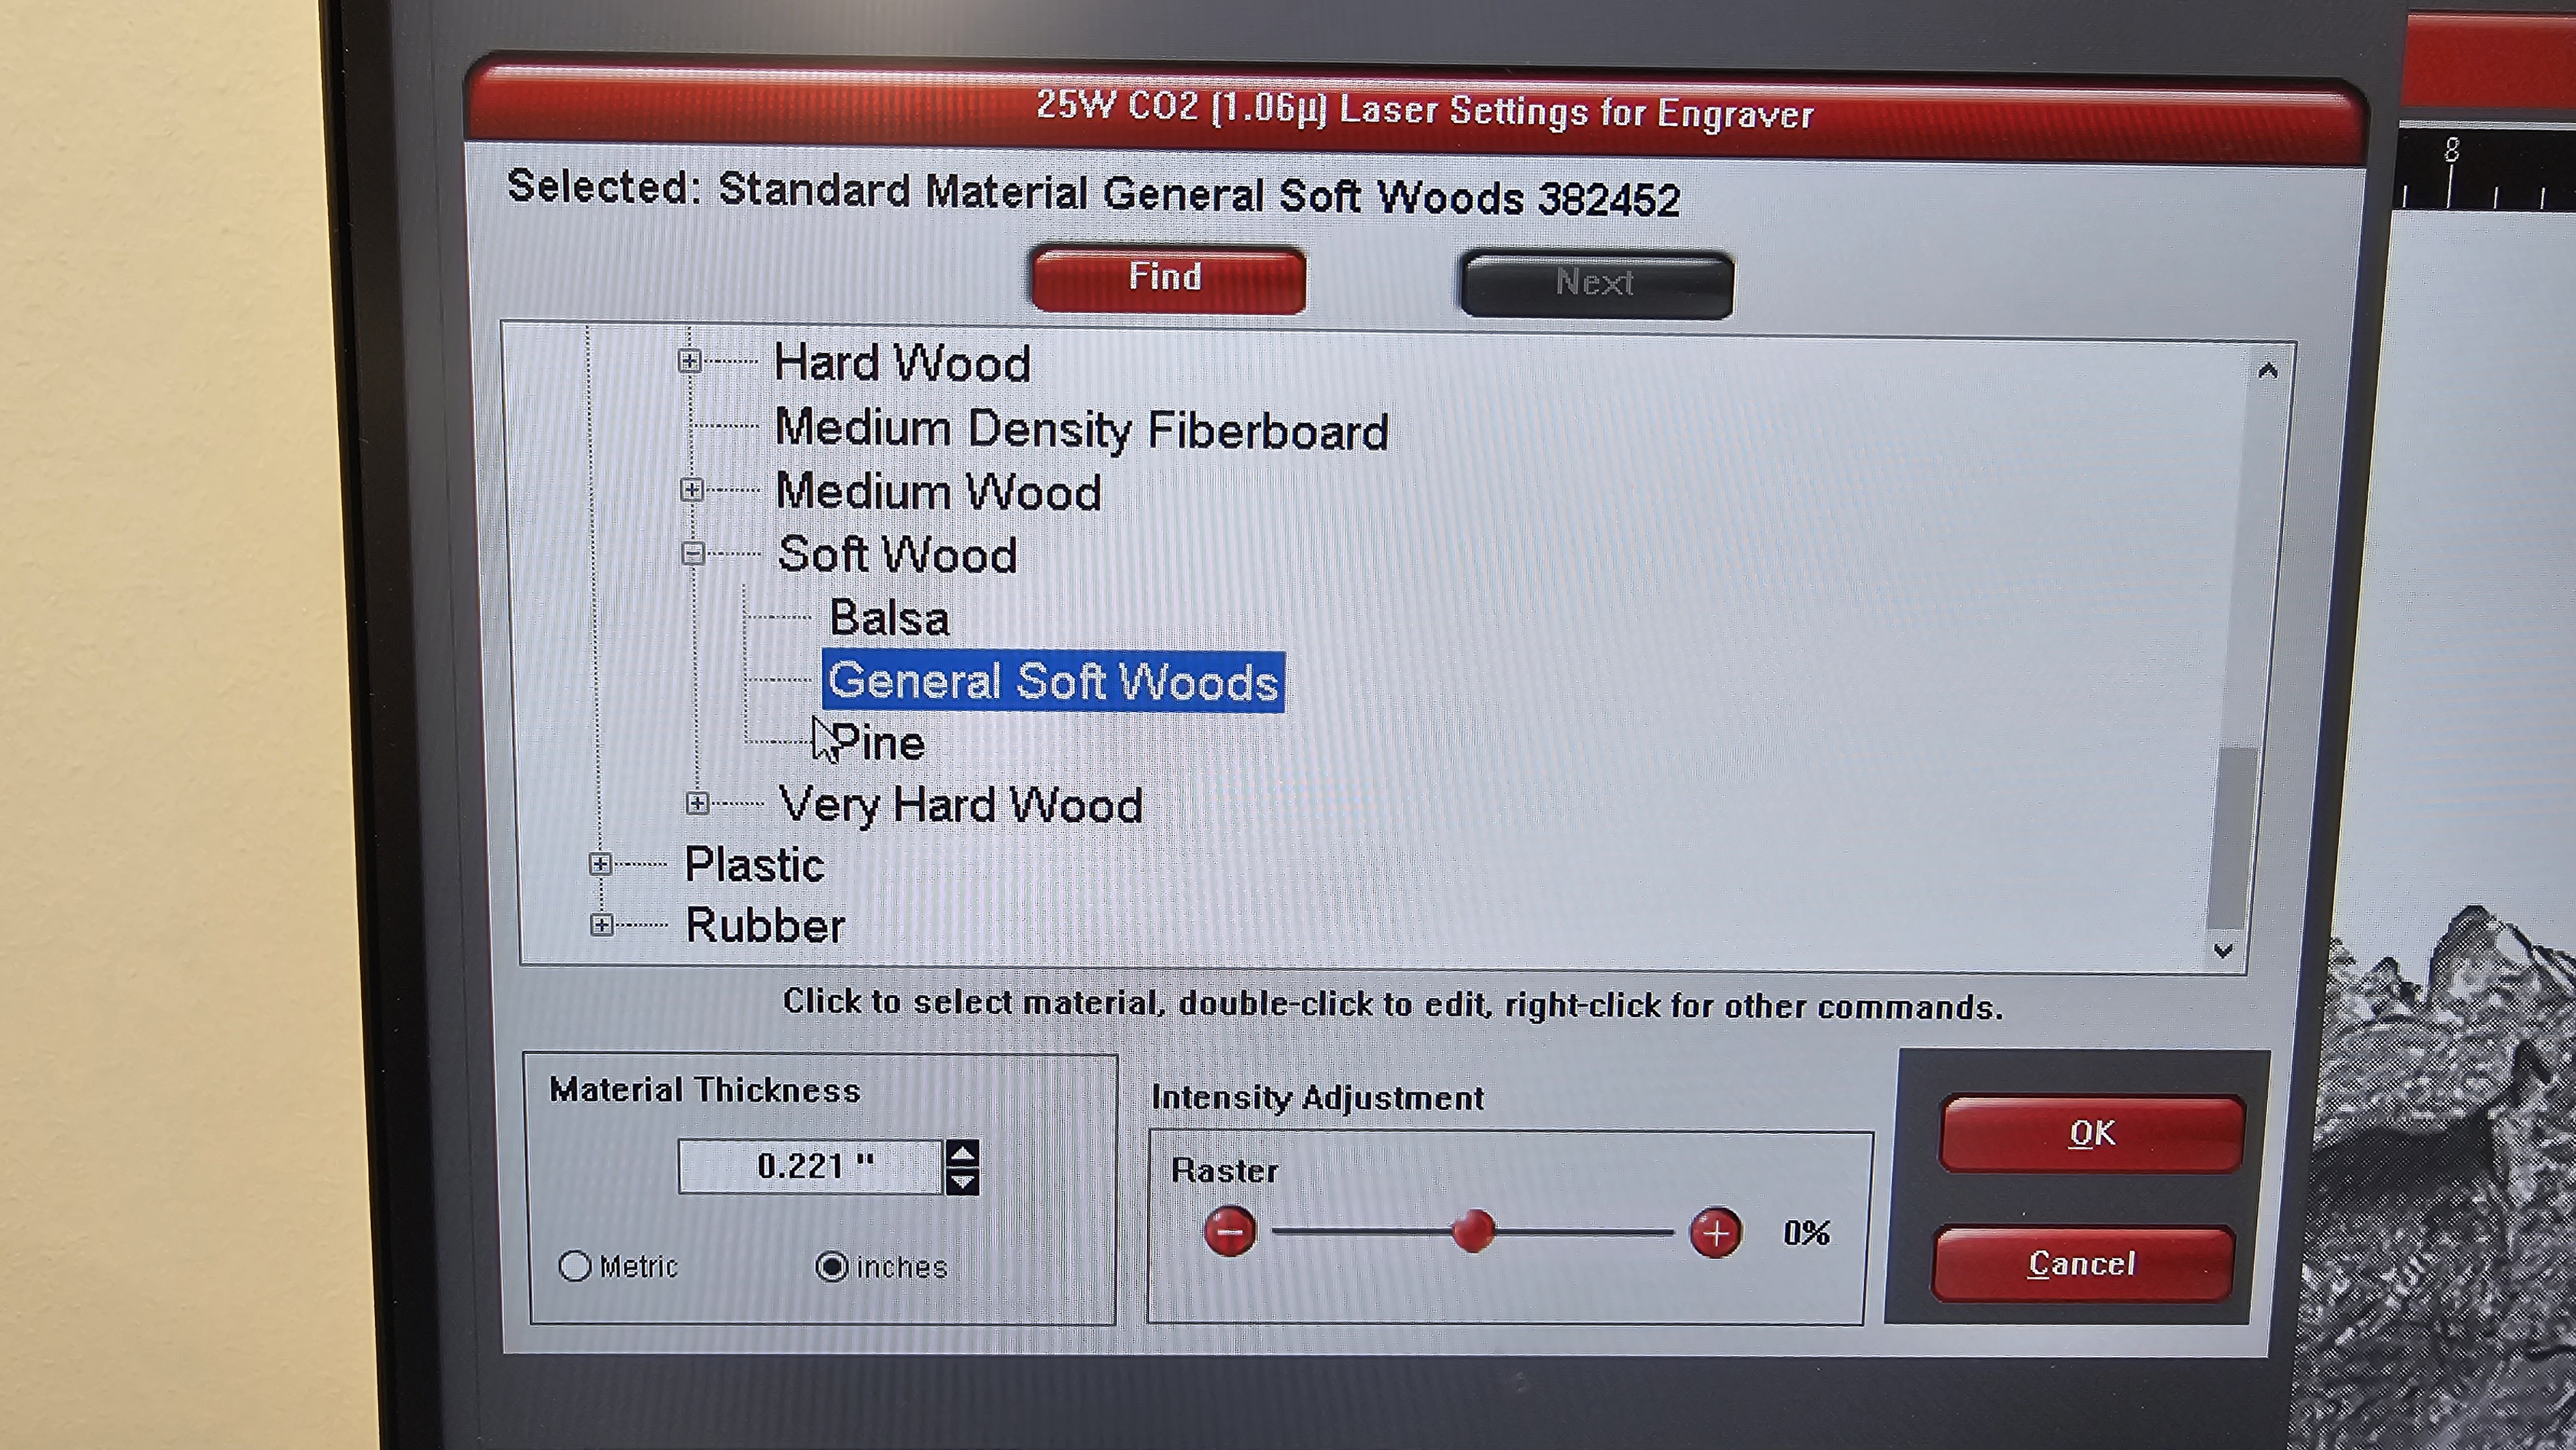 25W CO2 (1.06µ) Laser Settings for Engraver
8
Selected: Standard Material General Soft Woods 382452
Find
Next
Hard Wood
Medium Density Fiberboard
Medium Wood
Soft Wood
Balsa
General Soft Woods
Pine
Very Hard Wood
Plastic
Rubber
Click to select material, double-click to edit, right-click for other commands.
Material Thickness
0.221 "
Metric
inches
Intensity Adjustment
Raster
0%
OK
Cancel